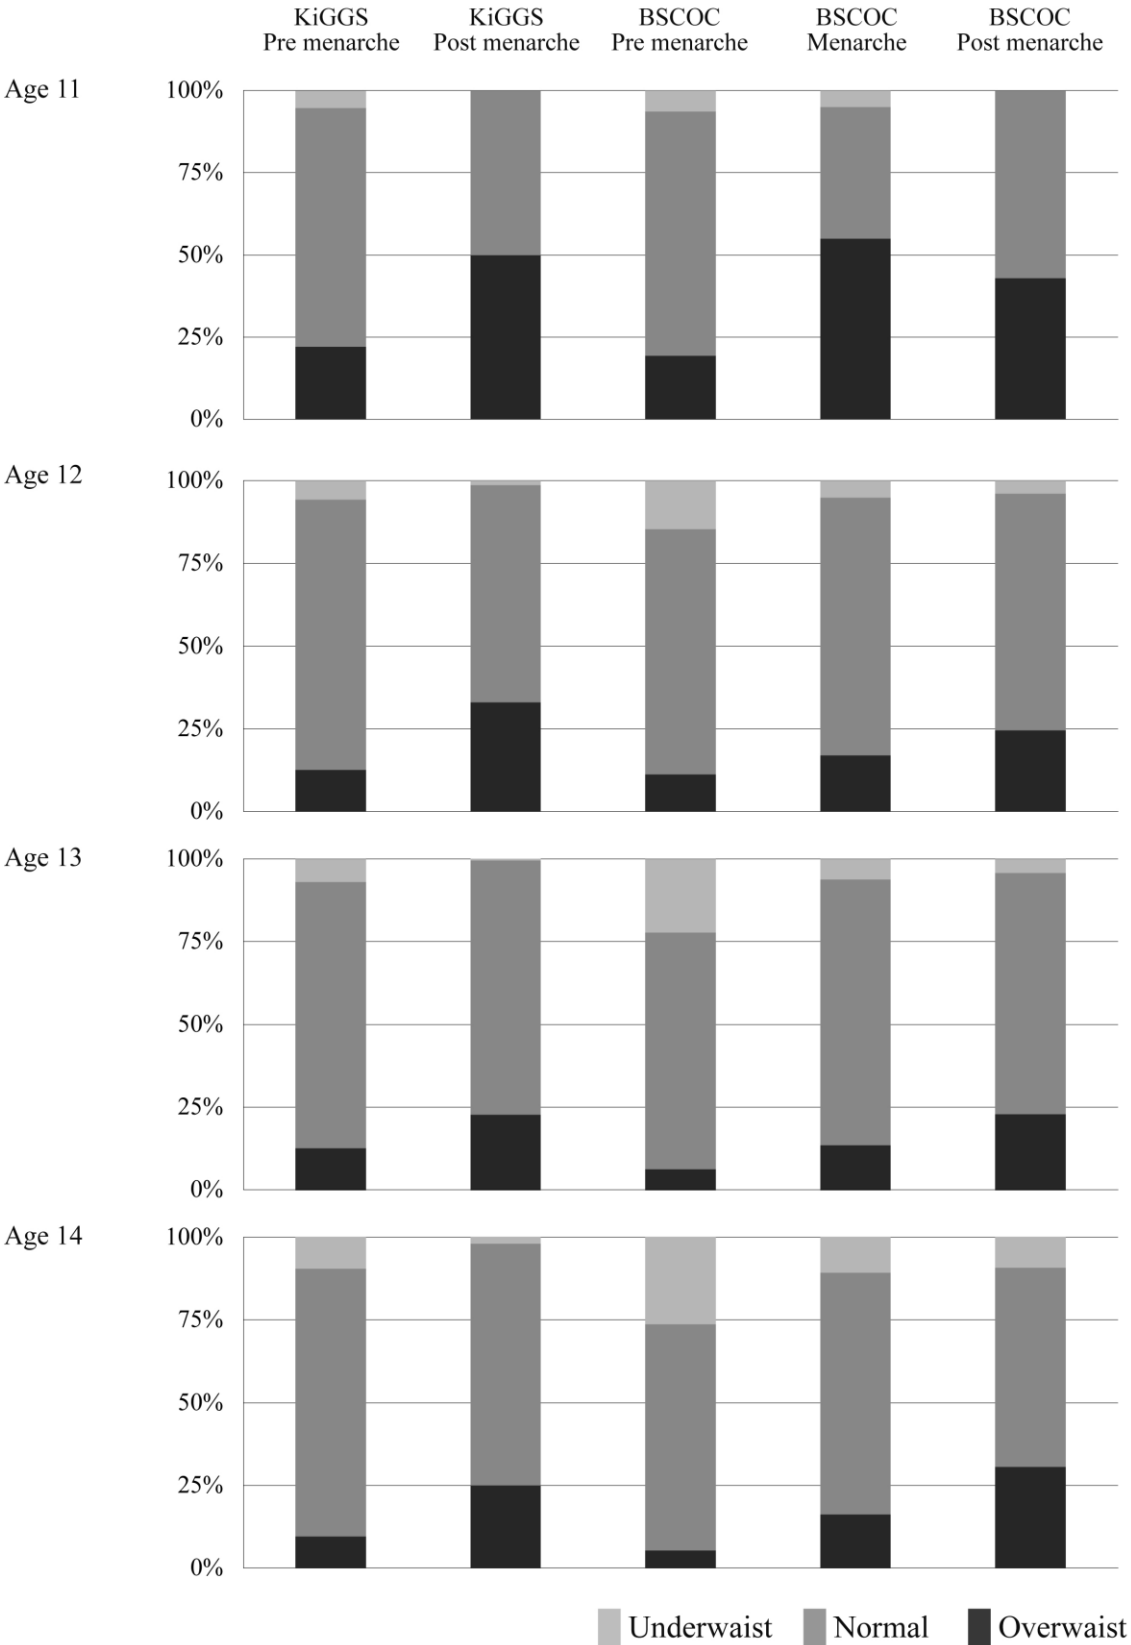 KiGGS KiGGS BSCOC BSCOC BSCOC
Pre menarche Post menarche Pre menarche Menarche Post menarche
Age 11
100%
75%
50%
25%
0%
Age 12
100%
75%
50%
25%
0%
Age 13
100%
75%
50%
25%
0%
Age 14
100%
75%
50%
25%
0%
Underwaist Normal Overwaist